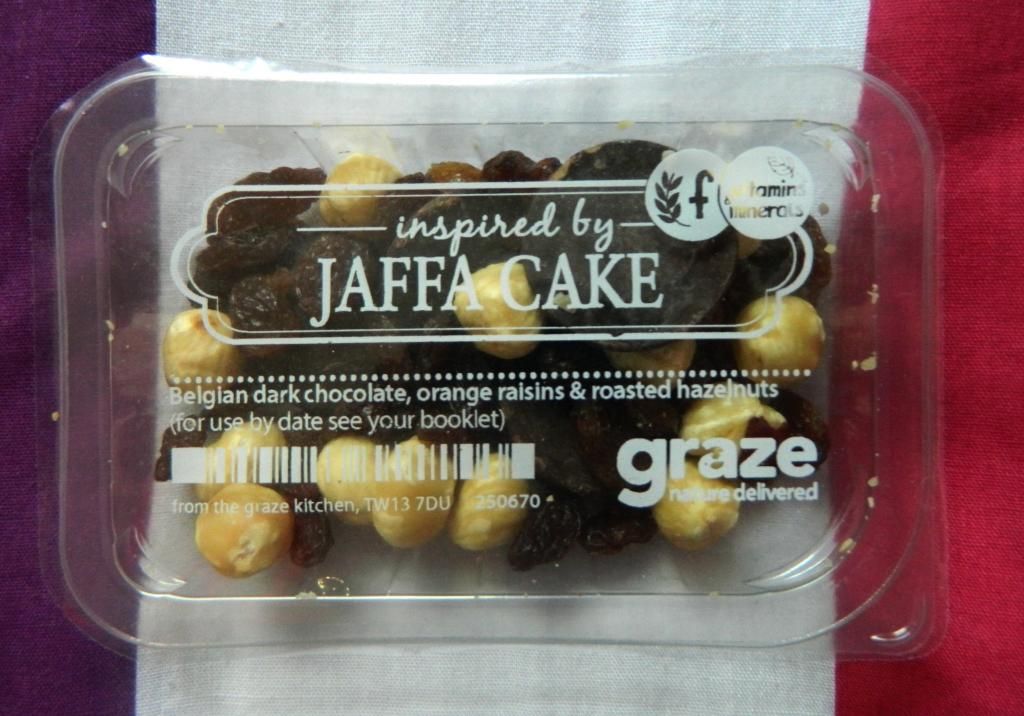 inspired by
JAFFA CAKE
f
vitamins
& minerals
Belgian dark chocolate, orange raisins & roasted hazelnuts
(for use by date see your booklet)
from the graze kitchen, TW13 7DU 250670
graze
nature delivered